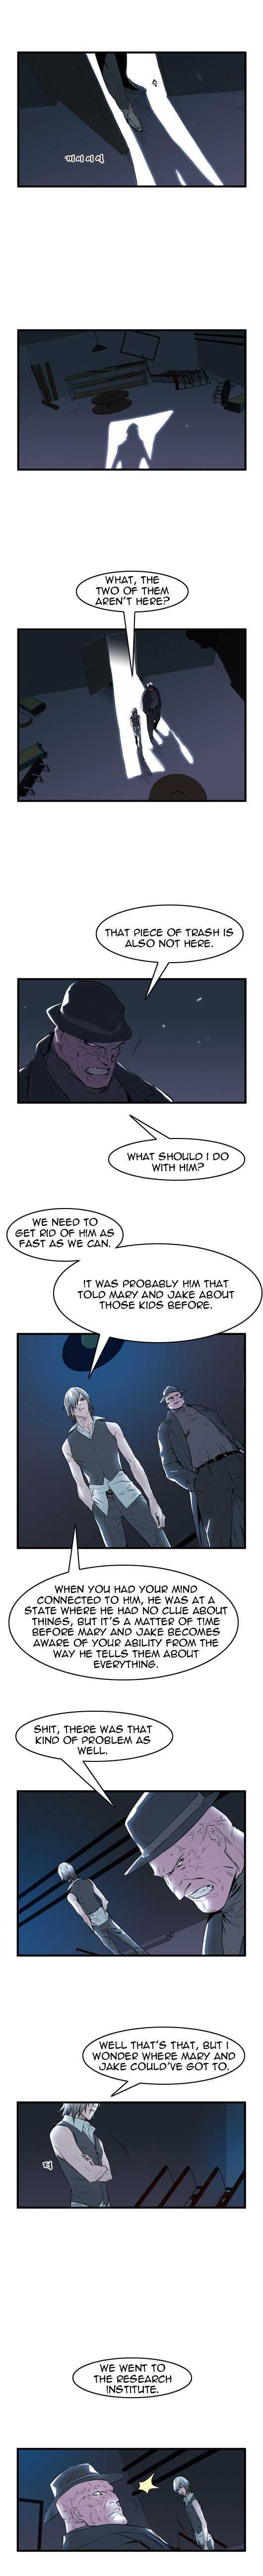 끼이이익
WHAT, THE
TWO OF THEM
AREN'T HERE?
THAT PIECE OF TRASH IS
ALSO NOT HERE.
WHAT SHOULD I DO
WITH HIM?
WE NEED TO
GET RID OF HIM AS
FAST AS WE CAN.
IT WAS PROBABLY HIM THAT
TOLD MARY AND JAKE ABOUT
THOSE KIDS BEFORE.
WHEN YOU HAD YOUR MIND
CONNECTED TO HIM, HE WAS AT A
STATE WHERE HE HAD NO CLUE ABOUT
THINGS, BUT IT'S A MATTER OF TIME
BEFORE MARY AND JAKE BECOMES
AWARE OF YOUR ABILITY FROM THE
WAY HE TELLS THEM ABOUT
EVERYTHING.
SHIT, THERE WAS THAT
KIND OF PROBLEM AS
WELL.
WELL THAT'S THAT, BUT I
WONDER WHERE MARY AND
JAKE COULD'VE GOT TO.
WE WENT TO
THE RESEARCH
INSTITUTE.